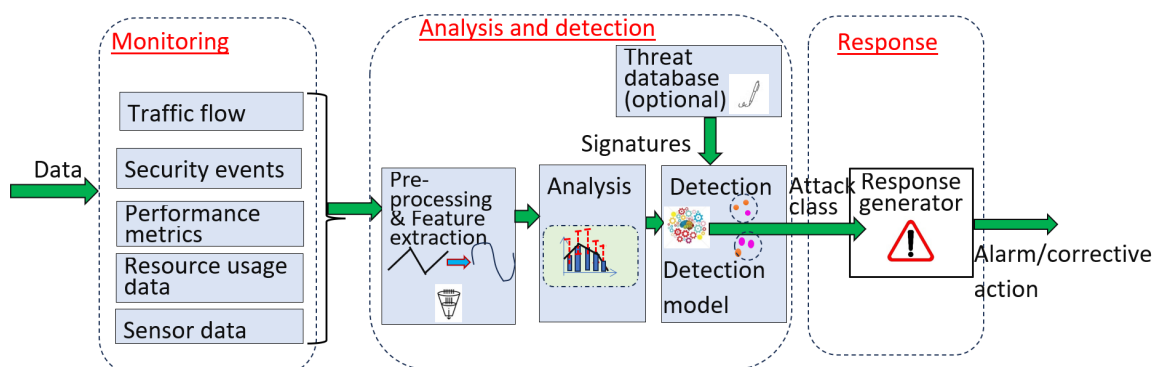 Monitoring
Data
Traffic flow
Security events
Performance
metrics
Resource usage
data
Sensor data
Analysis and detection
Threat
database
(optional)
Signatures
Pre-
processing
& Feature
extraction
Analysis
Detection
Detection
model
Attack
class
Response
Response
generator
Alarm/corrective
action